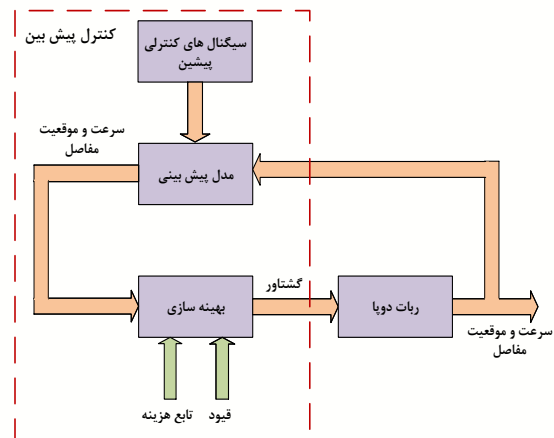 کنترل پیش بین
سیگنال های کنترلی
پیشین
سرعت و موقعیت
مفاصل
مدل پیش بینی
گشتاور
بهینه سازی
ربات دوپا
سرعت و موقعیت
مفاصل
قیود
تابع هزینه